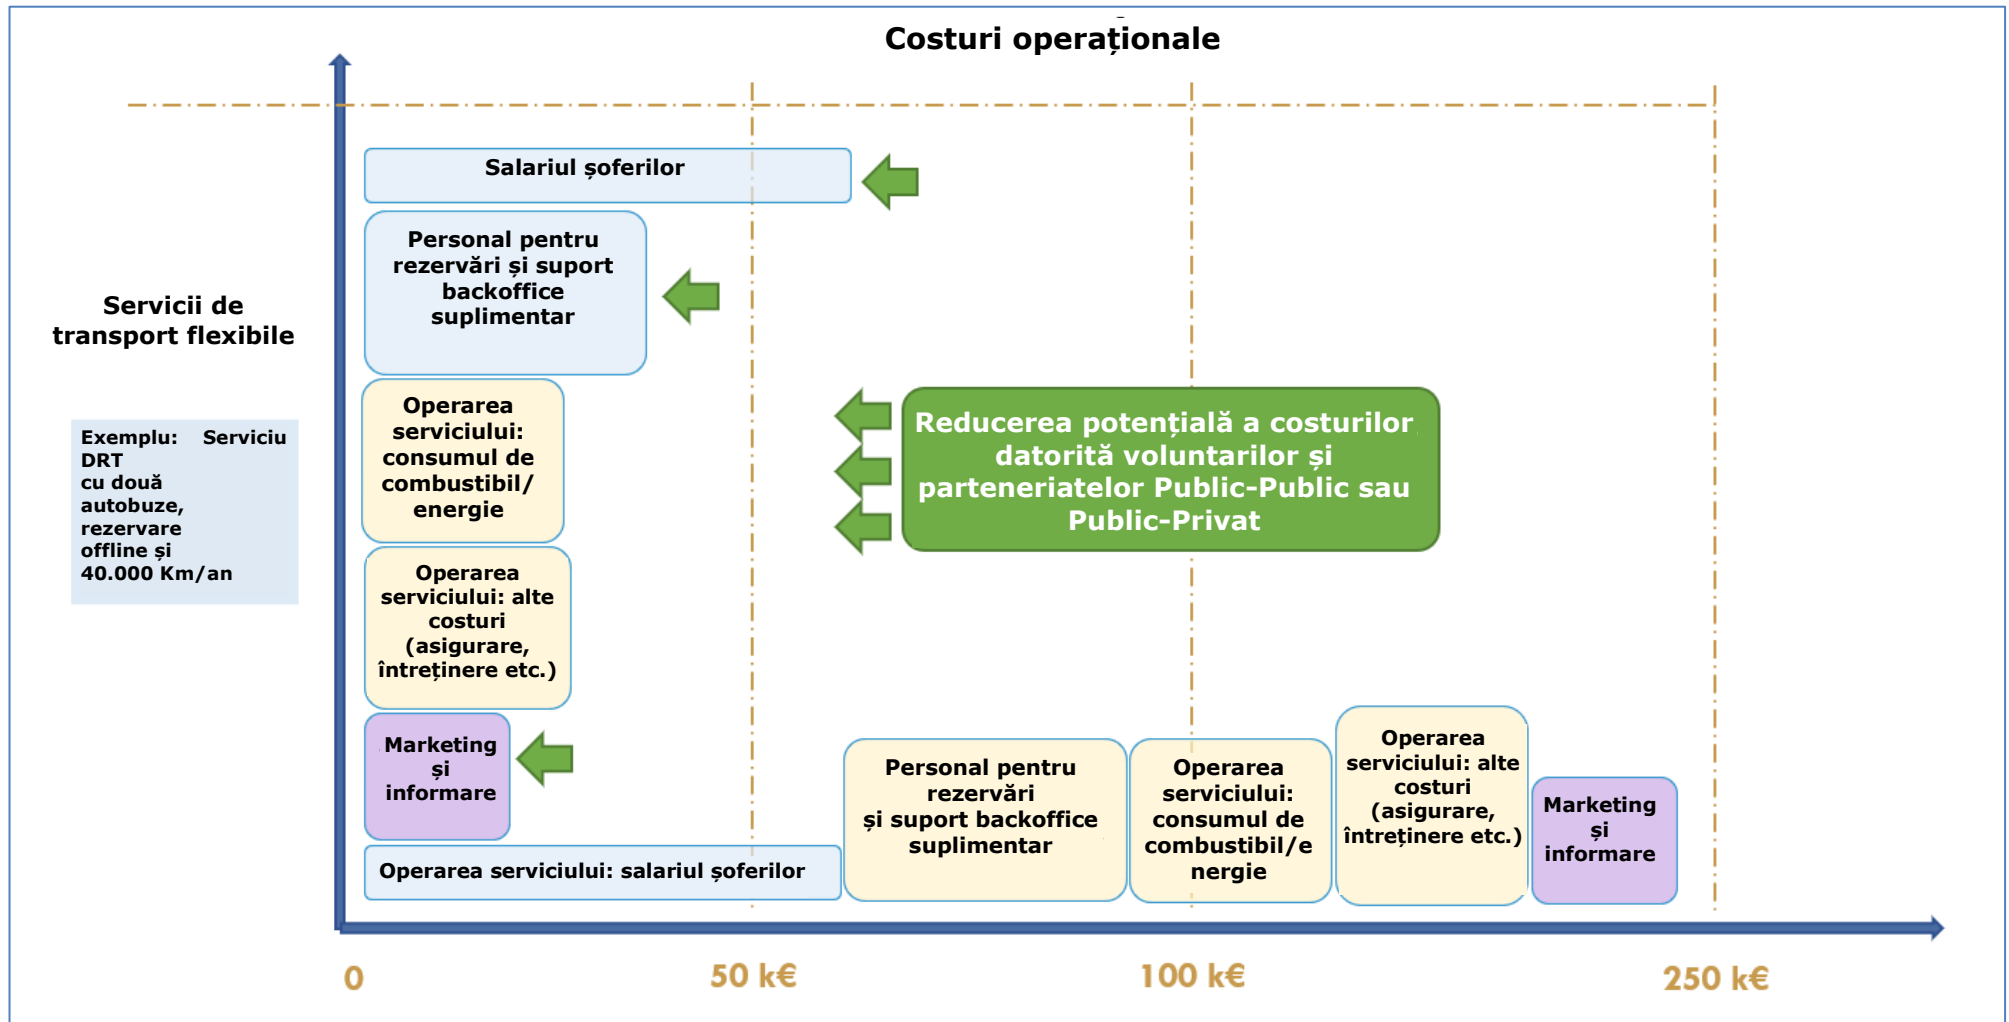 Costuri operaționale
Salariul șoferilor
Personal pentru
rezervări și suport
backoffice
suplimentar
Servicii de
transport flexibile
Exemplu: Serviciu
DRT
cu două
autobuze,
rezervare
offline și
40.000 Km/an
Operarea
serviciului:
consumul de
combustibil/
energie
Reducerea potențială a costurilor
datorită voluntarilor și
parteneriatelor Public-Public sau
Public-Privat
Operarea
serviciului: alte
costuri
(asigurare,
întreținere etc.)
Marketing
și
informare
Operarea serviciului: salariul șoferilor
Personal pentru
rezervări
și suport backoffice
suplimentar
Operarea
serviciului:
consumul de
combustibil/e
nergie
Operarea
serviciului: alte
costuri
(asigurare,
întreținere etc.)
Marketing
și
informare
0
50 k€
100 k€
250 k€